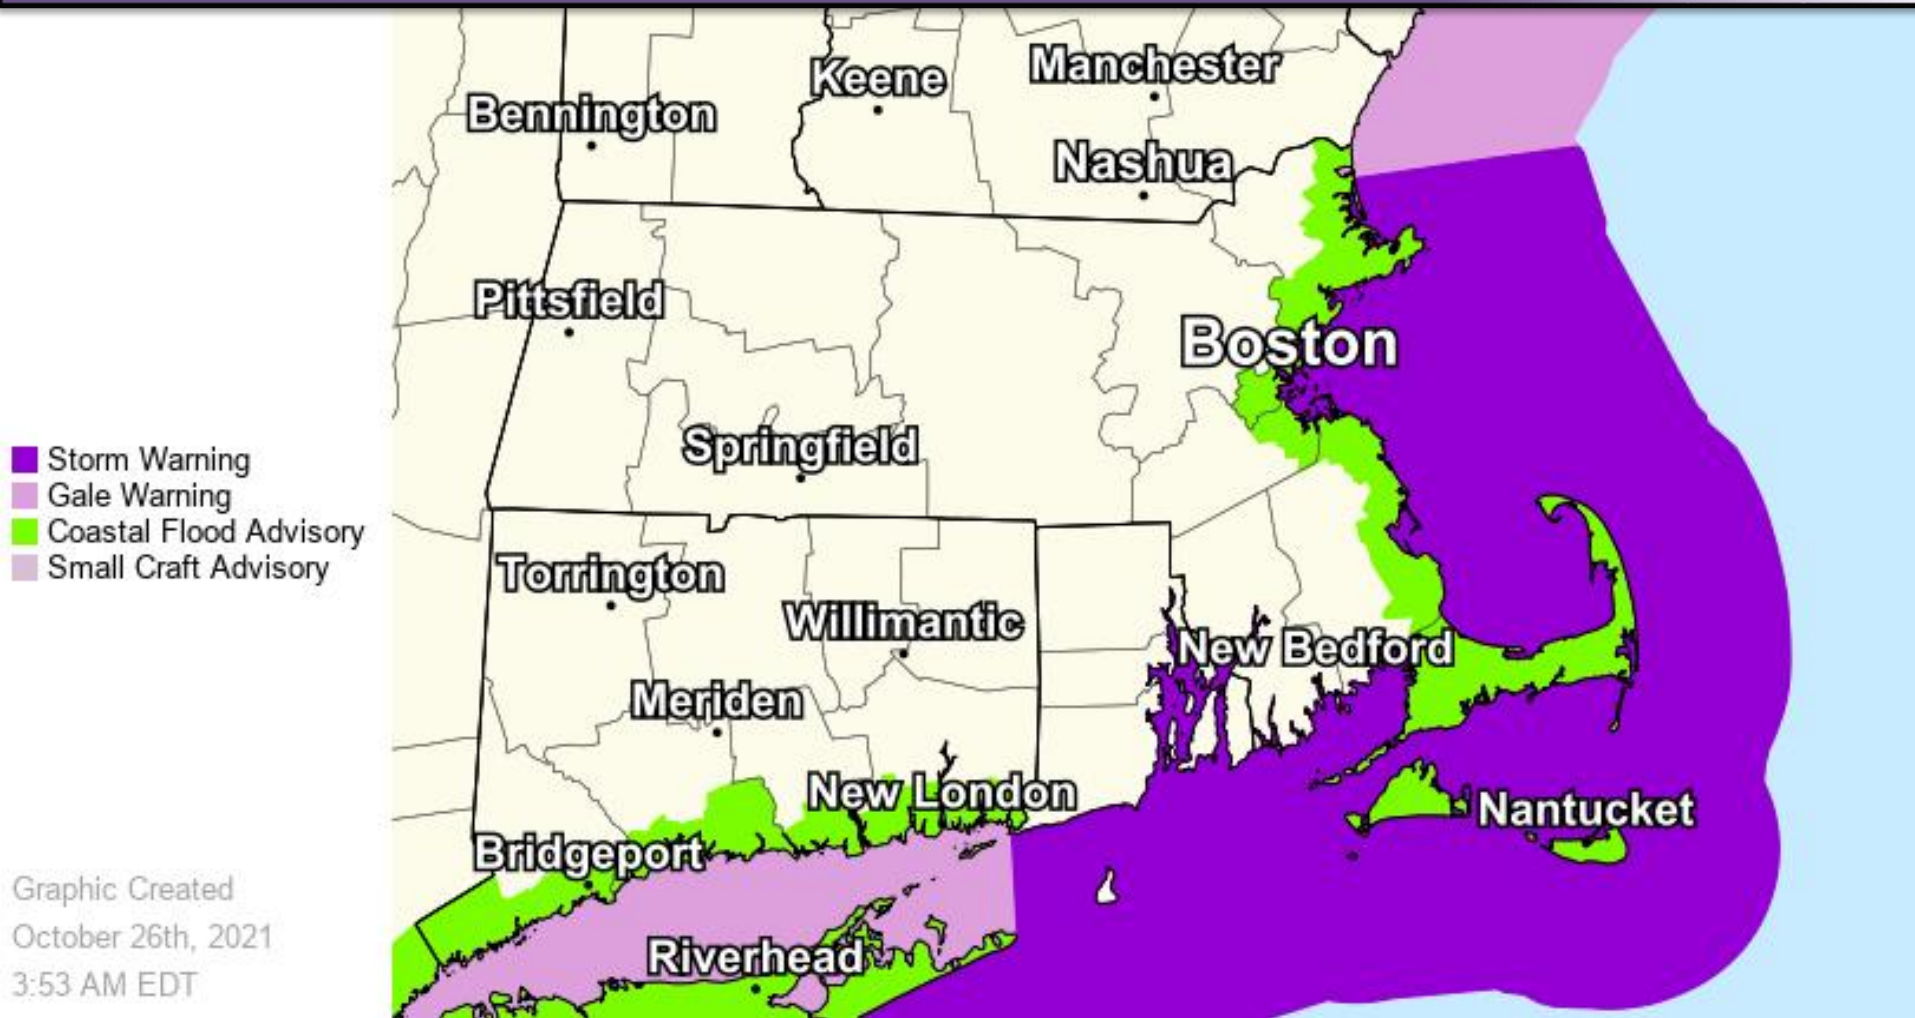 Manchester
Keene
Bennington
Nashua
Pittsfield
Boston
Springfield
Storm Warning
Gale Warning
Coastal Flood Advisory
Small Craft Advisory
Torrington
Willimantic
New Bedford
Meriden
New London
Nantucket
Bridgeport
Riverhead
Graphic Created
October 26th, 2021
3:53 AM EDT